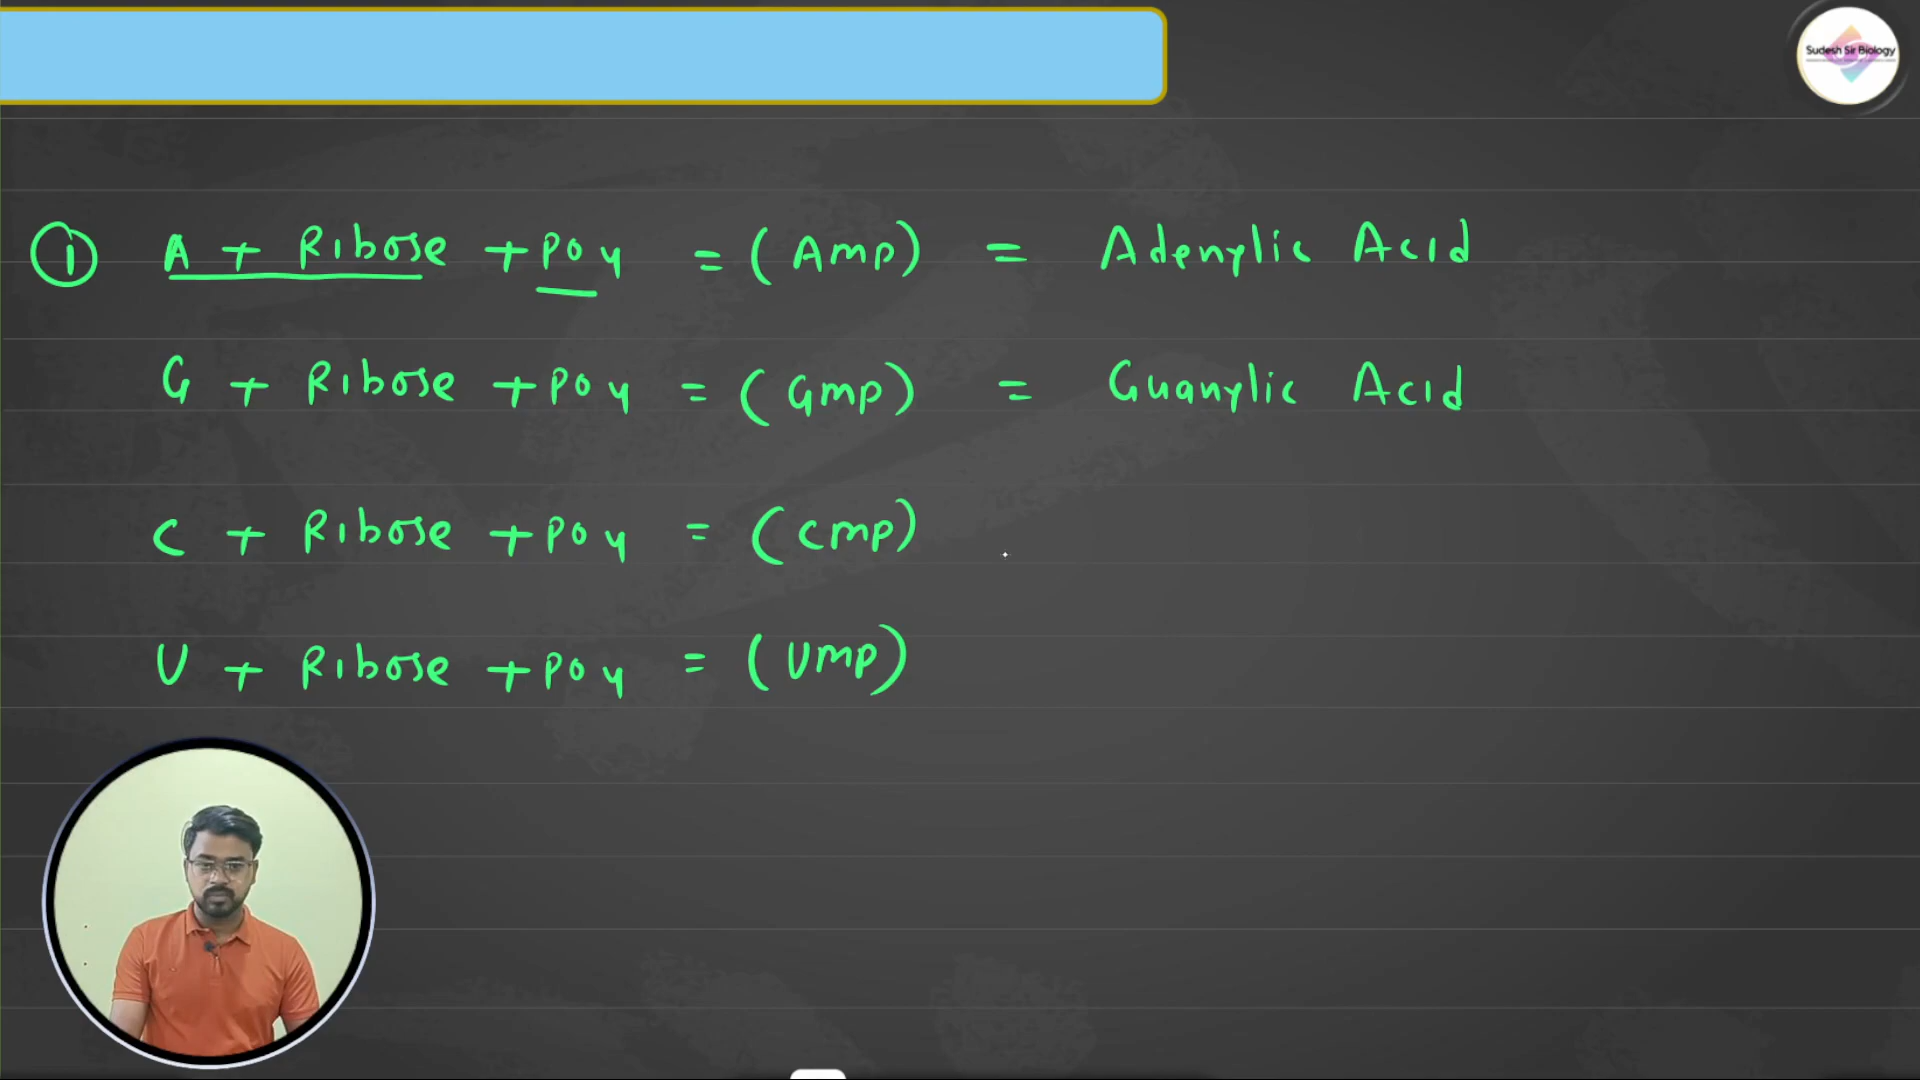 Sudesh Sir Biology
① A + Ribose + PO4 = (AMP) = Adenylic Acid
G + Ribose + PO4 = (GMP) = Guanylic Acid
C + Ribose + PO4 = (CMP)
U + Ribose + PO4 = (UMP)